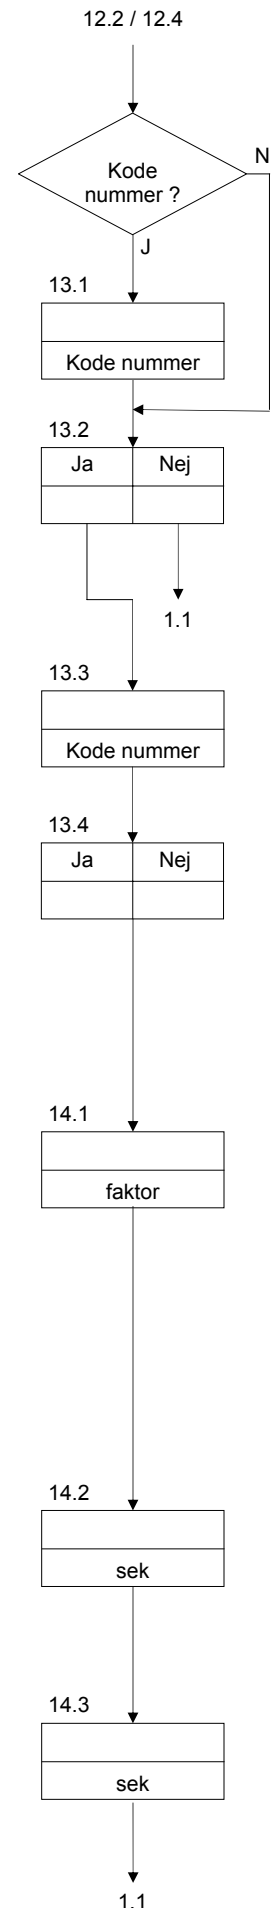 12.2 / 12.4
Kode
nummer ?
N
J
13.1
Kode nummer
13.2
Ja Nej
1.1
13.3
Kode nummer
13.4
Ja Nej
14.1
faktor
14.2
sek
14.3
sek
1.1